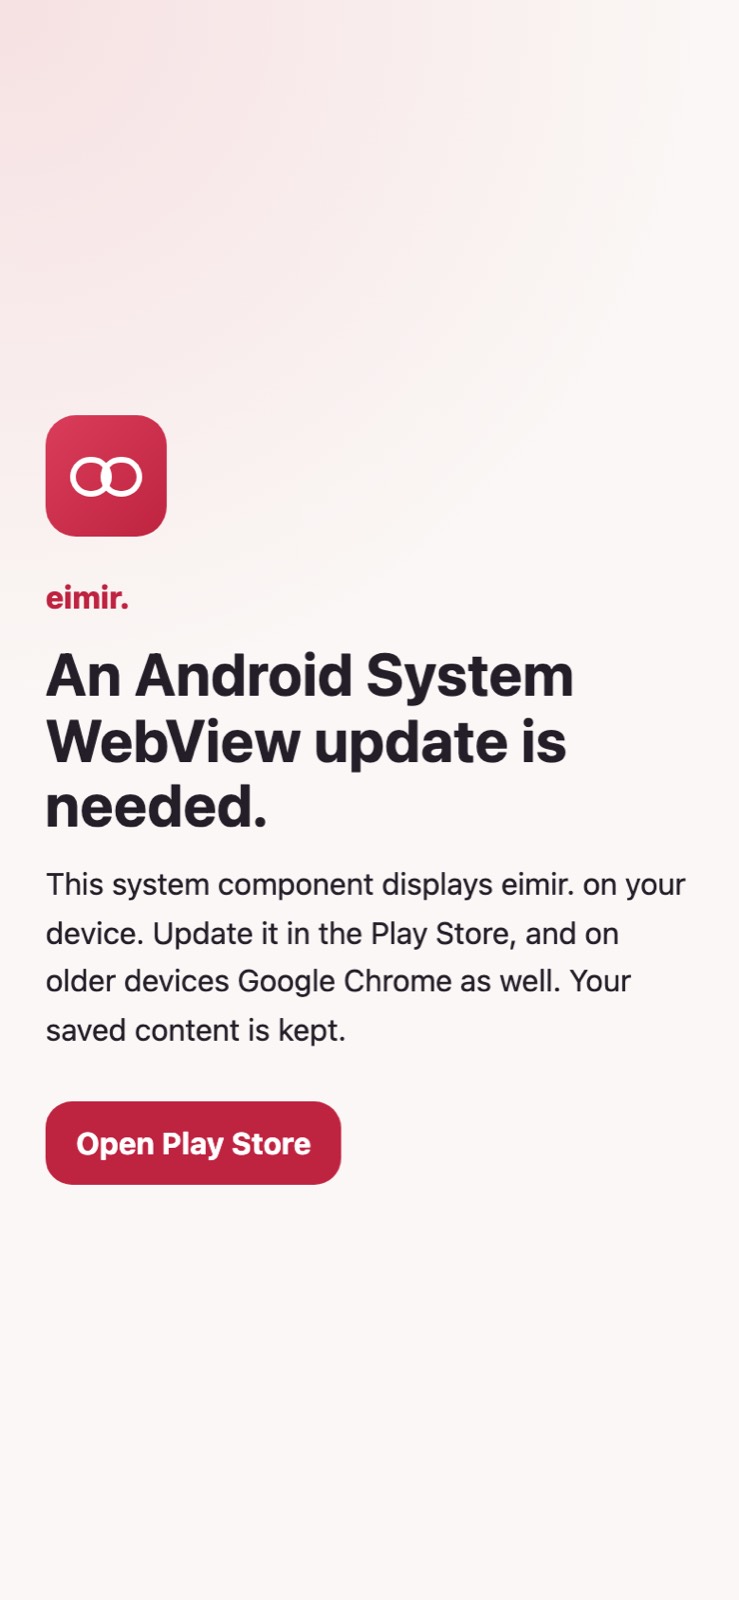 eimir.
An Android System
WebView update is
needed.
This system component displays eimir. on your
device. Update it in the Play Store, and on
older devices Google Chrome as well. Your
saved content is kept.
Open Play Store